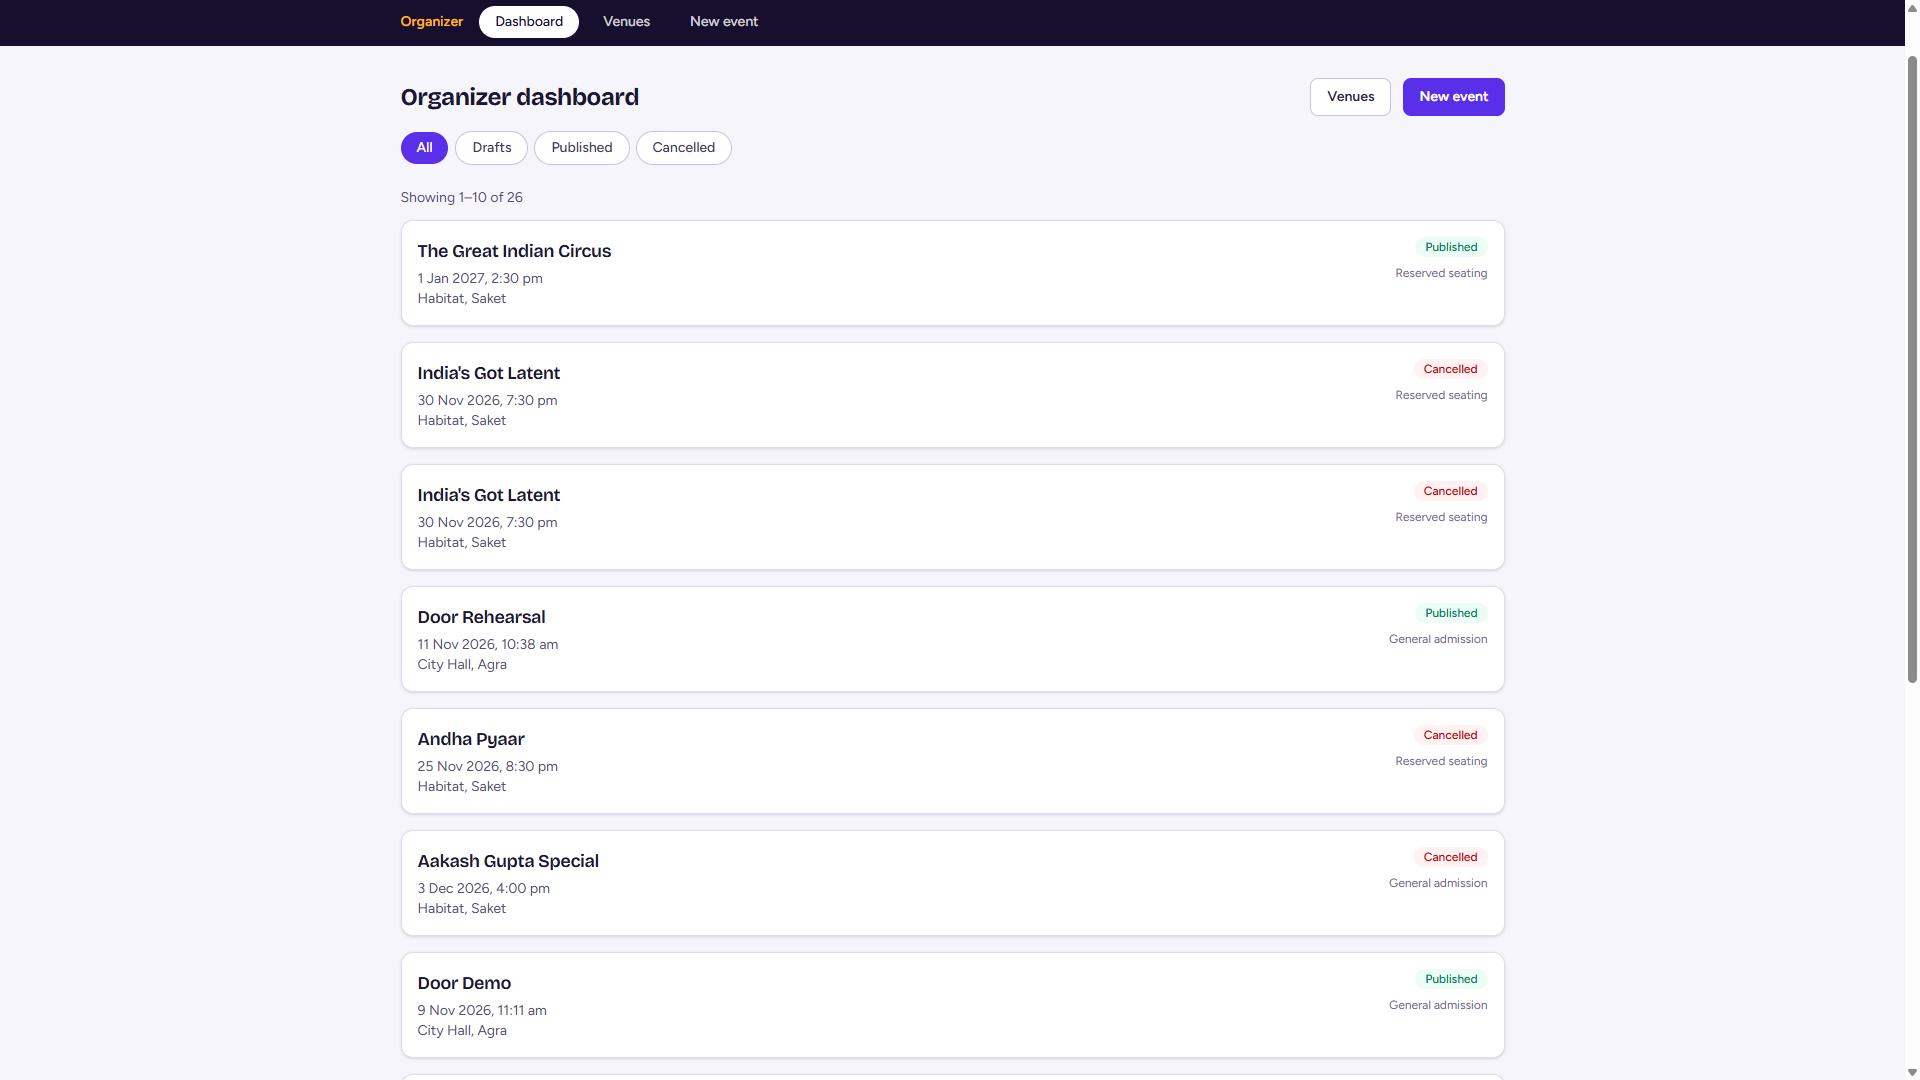 Organizer Dashboard Venues New event
Organizer dashboard
Venues New event
All Drafts Published Cancelled
Showing 1–10 of 26
The Great Indian Circus
Published
1 Jan 2027, 2:30 pm
Reserved seating
Habitat, Saket
India's Got Latent
Cancelled
30 Nov 2026, 7:30 pm
Reserved seating
Habitat, Saket
India's Got Latent
Cancelled
30 Nov 2026, 7:30 pm
Reserved seating
Habitat, Saket
Door Rehearsal
Published
11 Nov 2026, 10:38 am
General admission
City Hall, Agra
Andha Pyaar
Cancelled
25 Nov 2026, 8:30 pm
Reserved seating
Habitat, Saket
Aakash Gupta Special
Cancelled
3 Dec 2026, 4:00 pm
General admission
Habitat, Saket
Door Demo
Published
9 Nov 2026, 11:11 am
General admission
City Hall, Agra